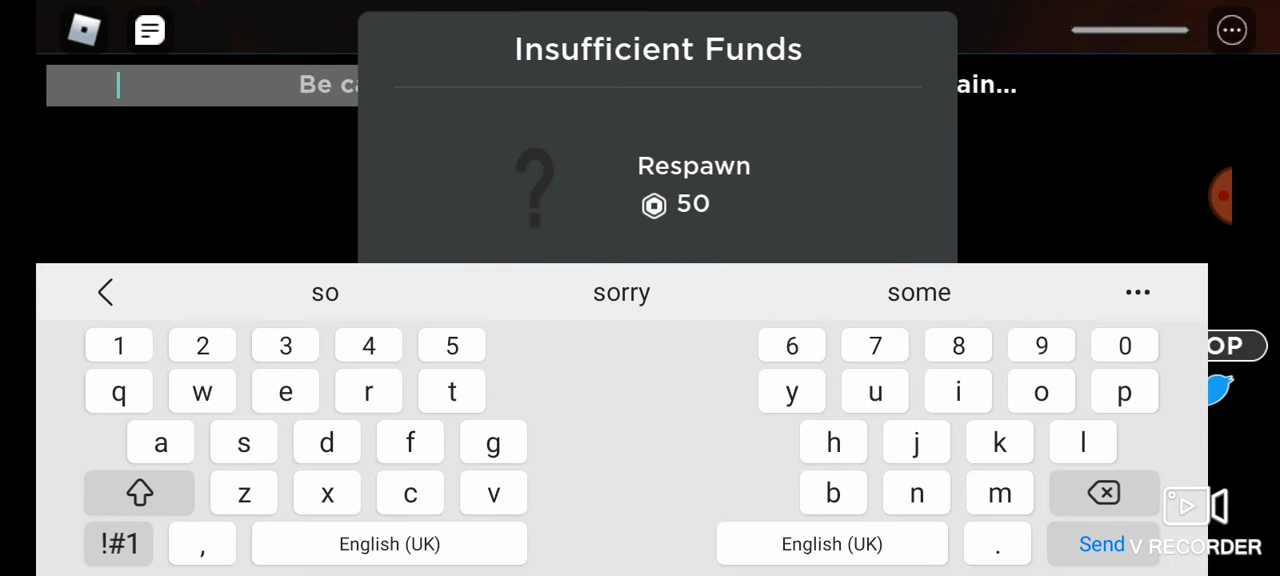 Insufficient Funds
Be ca
ain...
Respawn
50
so sorry some
1 2 3 4 5 6 7 8 9 0
q w e r t y u i o p
OP
a s d f g h j k l
z x c v b n m
!#1 , English (UK) English (UK) . Send
V RECORDER